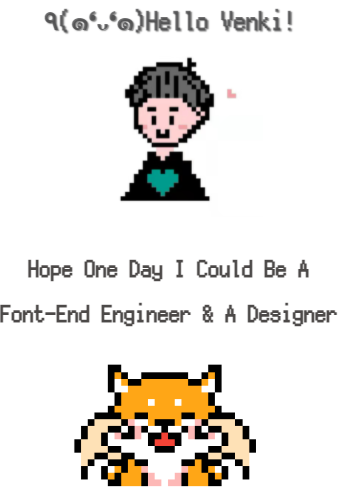 ٩(๑❛ᴗ❛๑)Hello Venki!
Hope One Day I Could Be A
Font-End Engineer & A Designer